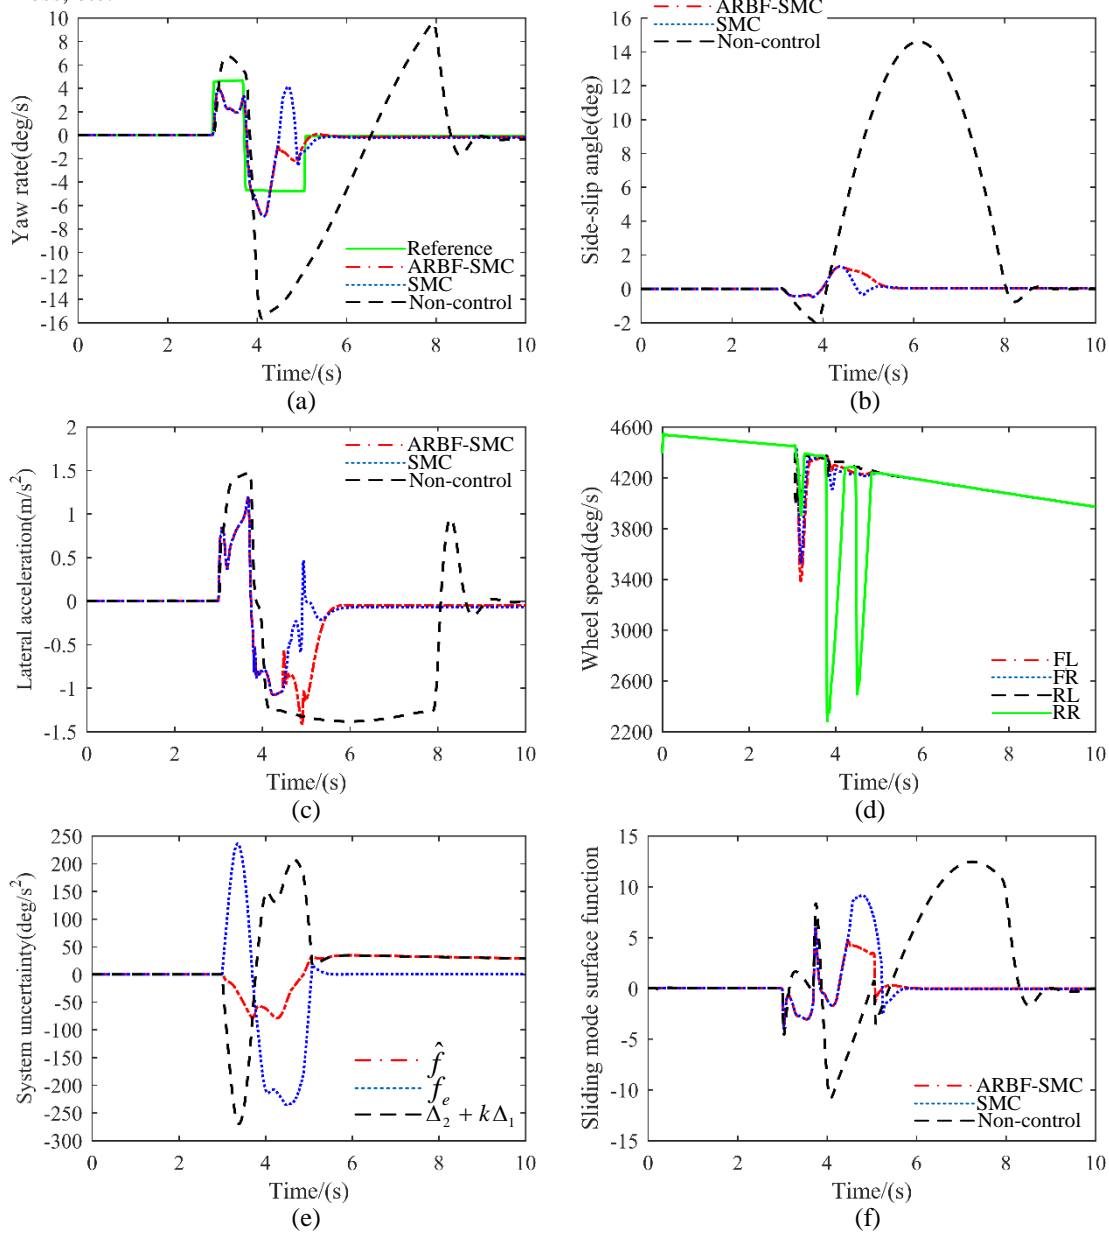 ARBF-SMC
SMC
Non-control
10
8
6
4
2
0
-2
-4
-6
-8
-10
-12
-14
-16
Yaw rate(deg/s)
Reference
ARBF-SMC
SMC
Non-control
0 2 4 6 8 10
Time/(s)
(a)
16
14
12
10
8
6
4
2
0
-2
Side-slip angle(deg)
0 2 4 6 8 10
Time/(s)
(b)
2
1.5
1
0.5
0
-0.5
-1
-1.5
Lateral acceleration(m/s²)
ARBF-SMC
SMC
Non-control
0 2 4 6 8 10
Time/(s)
(c)
4600
4200
3800
3400
3000
2600
2200
Wheel speed(deg/s)
FL
FR
RL
RR
0 2 4 6 8 10
Time/(s)
(d)
250
200
150
100
50
0
-50
-100
-150
-200
-250
-300
System uncertainty(deg/s²)
f̂
fₑ
Δ₂ + kΔ₁
0 2 4 6 8 10
Time/(s)
(e)
15
10
5
0
-5
-10
-15
Sliding mode surface function
ARBF-SMC
SMC
Non-control
0 2 4 6 8 10
Time/(s)
(f)